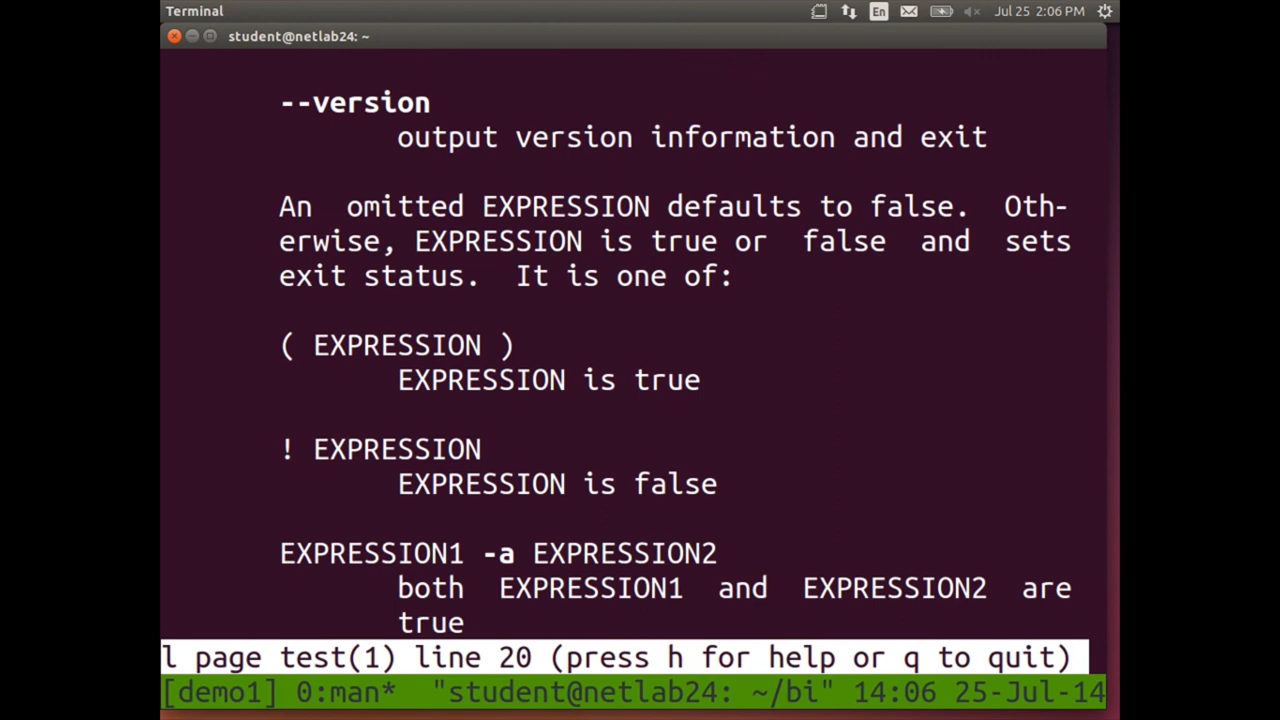 Terminal
En
Jul 25 2:06 PM
student@netlab24: ~
--version
output version information and exit
An omitted EXPRESSION defaults to false. Oth-
erwise, EXPRESSION is true or false and sets
exit status. It is one of:
( EXPRESSION )
EXPRESSION is true
! EXPRESSION
EXPRESSION is false
EXPRESSION1 -a EXPRESSION2
both EXPRESSION1 and EXPRESSION2 are
true
l page test(1) line 20 (press h for help or q to quit)
[demo1] 0:man* "student@netlab24: ~/bi" 14:06 25-Jul-14